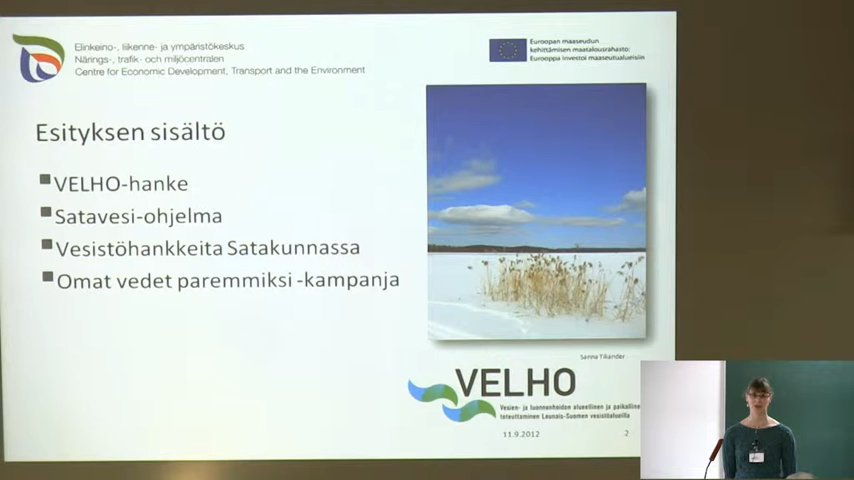 Elinkeino-, liikenne- ja ympäristökeskus
Närings-, trafik- och miljöcentralen
Centre for Economic Development, Transport and the Environment
Euroopan maaseudun
kehittämisen maatalousrahasto:
Eurooppa investoi maaseutualueisiin
Esityksen sisältö
VELHO-hanke
Satavesi-ohjelma
Vesistöhankkeita Satakunnassa
Omat vedet paremmiksi -kampanja
Sanna Tikander
VELHO
Vesien- ja luonnonhoidon alueellinen ja paikalline
toteuttaminen Lounais-Suomen vesistöalueilla
11.9.2012
2